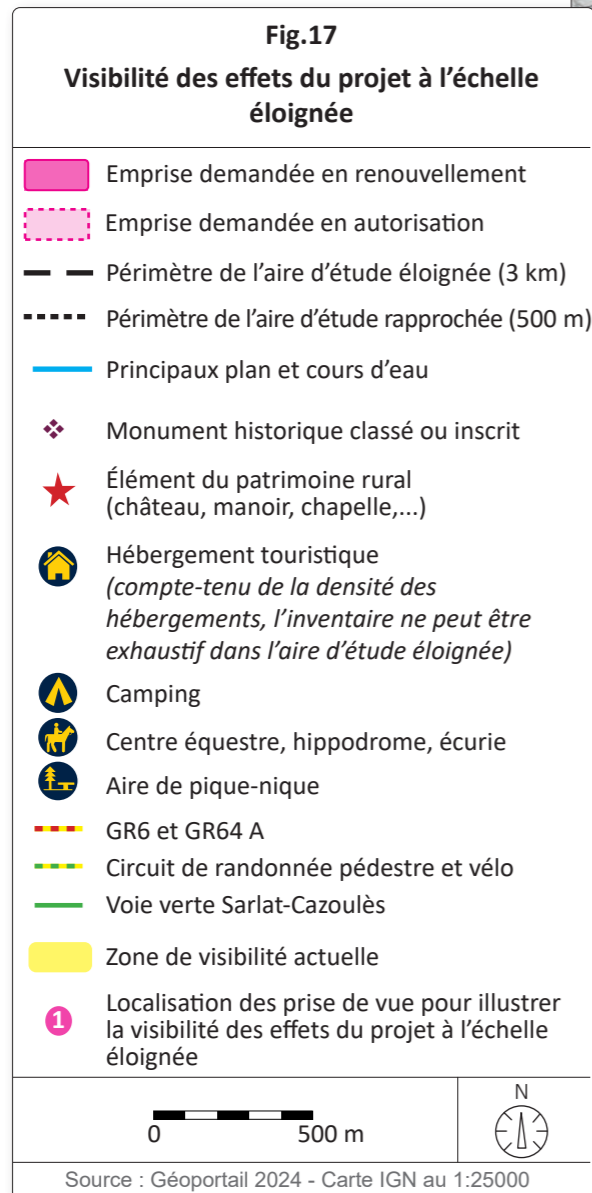 Fig.17
Visibilité des effets du projet à l'échelle
éloignée
Emprise demandée en renouvellement
Emprise demandée en autorisation
Périmètre de l'aire d'étude éloignée (3 km)
Périmètre de l'aire d'étude rapprochée (500 m)
Principaux plan et cours d'eau
Monument historique classé ou inscrit
Élément du patrimoine rural
(château, manoir, chapelle,...)
Hébergement touristique
(compte-tenu de la densité des
hébergements, l'inventaire ne peut être
exhaustif dans l'aire d'étude éloignée)
Camping
Centre équestre, hippodrome, écurie
Aire de pique-nique
GR6 et GR64 A
Circuit de randonnée pédestre et vélo
Voie verte Sarlat-Cazoulès
Zone de visibilité actuelle
1 Localisation des prise de vue pour illustrer
la visibilité des effets du projet à l'échelle
éloignée
N
0 500 m
Source : Géoportail 2024 - Carte IGN au 1:25000